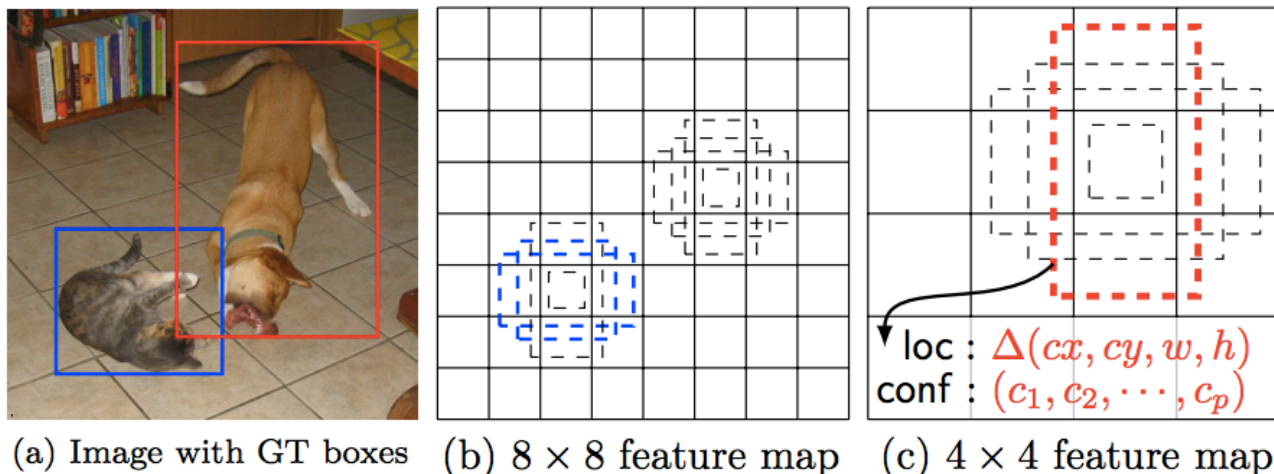 loc : Δ(cx, cy, w, h)
conf : (c₁, c₂, ⋯, cₚ)
(a) Image with GT boxes
(b) 8 × 8 feature map
(c) 4 × 4 feature map